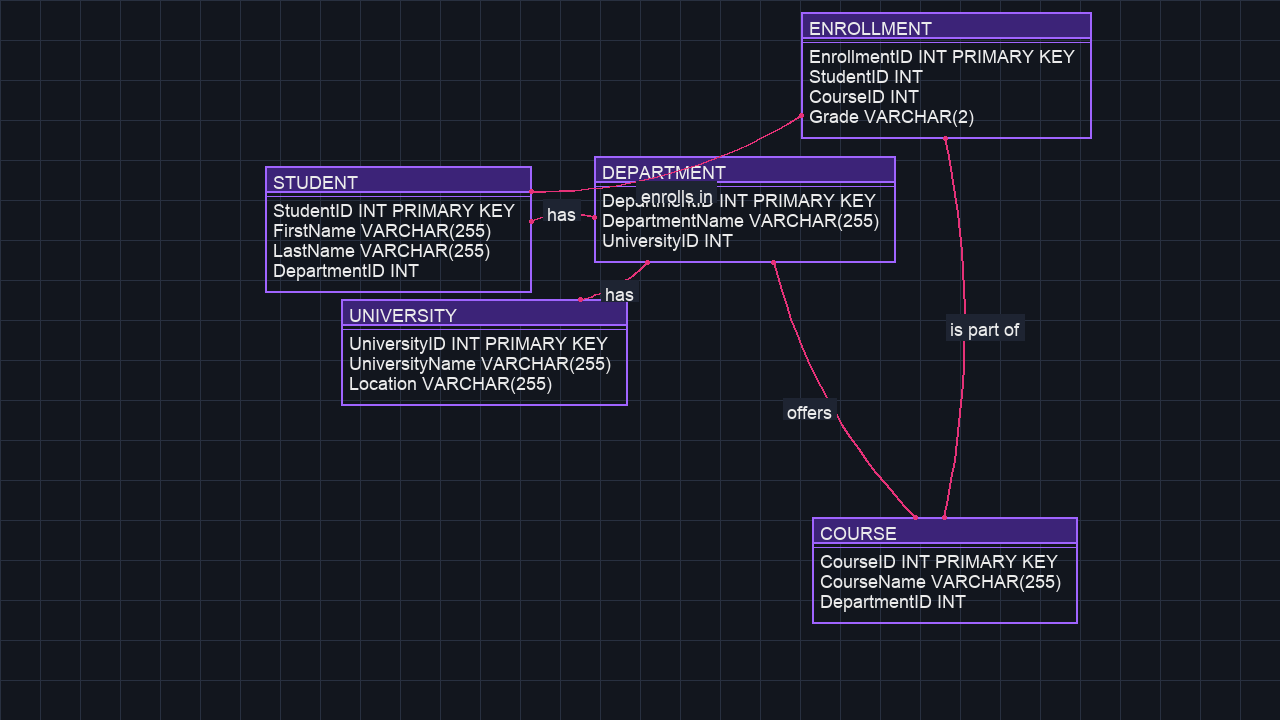 ENROLLMENT
EnrollmentID INT PRIMARY KEY
StudentID INT
CourseID INT
Grade VARCHAR(2)
STUDENT
StudentID INT PRIMARY KEY
FirstName VARCHAR(255)
LastName VARCHAR(255)
DepartmentID INT
has
DEPARTMENT
enrolls in
INT PRIMARY KEY
DepartmentName VARCHAR(255)
UniversityID INT
has
UNIVERSITY
UniversityID INT PRIMARY KEY
UniversityName VARCHAR(255)
Location VARCHAR(255)
is part of
offers
COURSE
CourseID INT PRIMARY KEY
CourseName VARCHAR(255)
DepartmentID INT